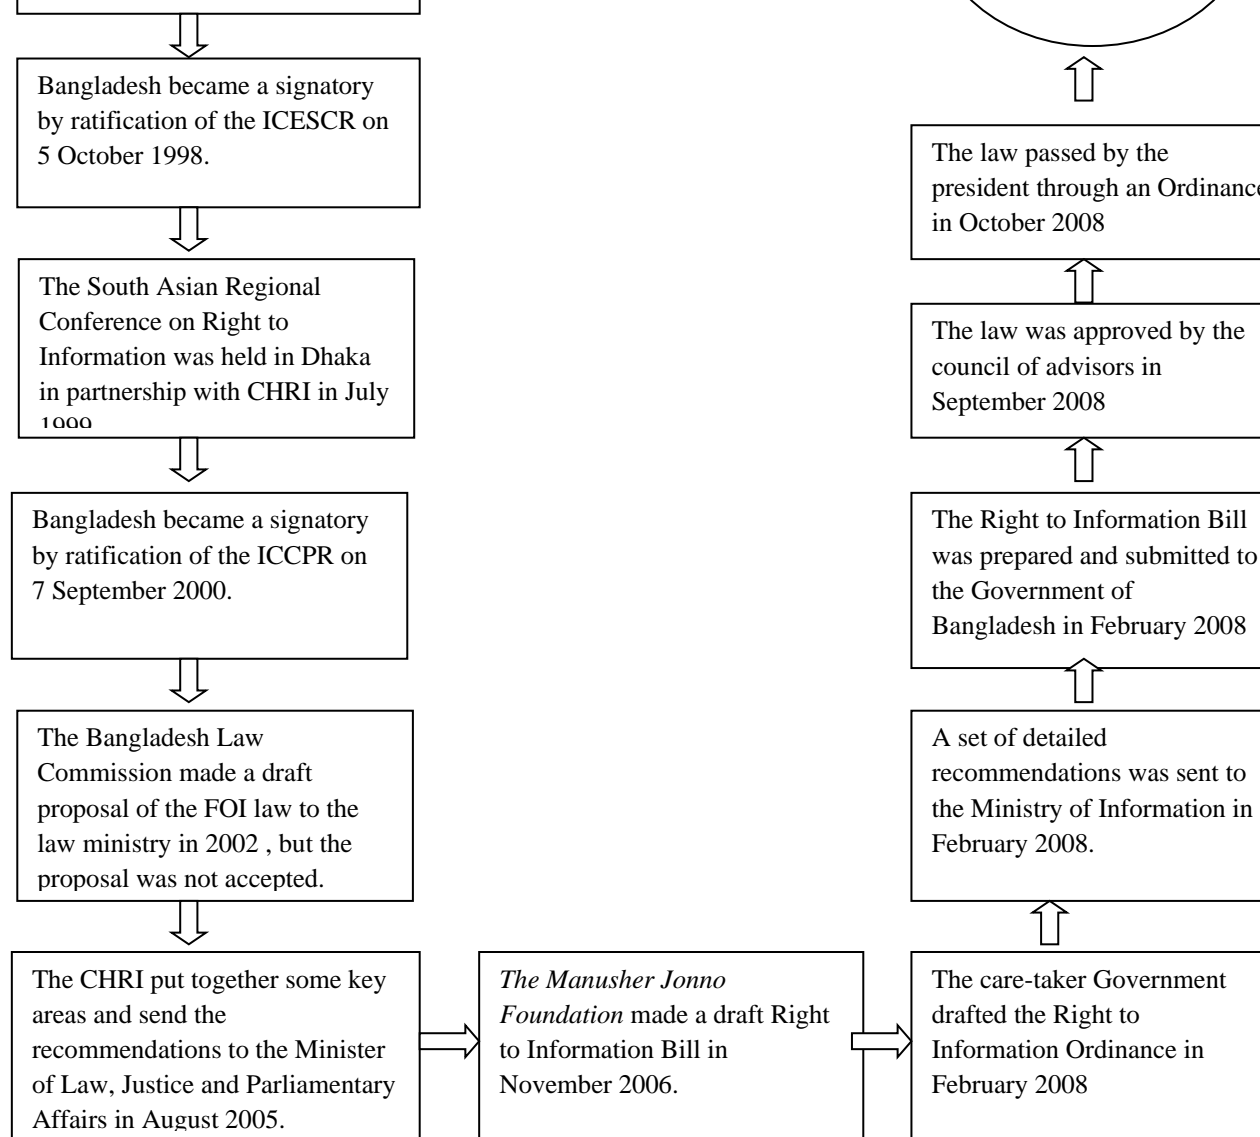 Bangladesh became a signatory
by ratification of the ICESCR on
5 October 1998.
The South Asian Regional
Conference on Right to
Information was held in Dhaka
in partnership with CHRI in July
1999
Bangladesh became a signatory
by ratification of the ICCPR on
7 September 2000.
The Bangladesh Law
Commission made a draft
proposal of the FOI law to the
law ministry in 2002 , but the
proposal was not accepted.
The CHRI put together some key
areas and send the
recommendations to the Minister
of Law, Justice and Parliamentary
Affairs in August 2005.
The Manusher Jonno
Foundation made a draft Right
to Information Bill in
November 2006.
The care-taker Government
drafted the Right to
Information Ordinance in
February 2008
A set of detailed
recommendations was sent to
the Ministry of Information in
February 2008.
The Right to Information Bill
was prepared and submitted to
the Government of
Bangladesh in February 2008
The law was approved by the
council of advisors in
September 2008
The law passed by the
president through an Ordinance
in October 2008